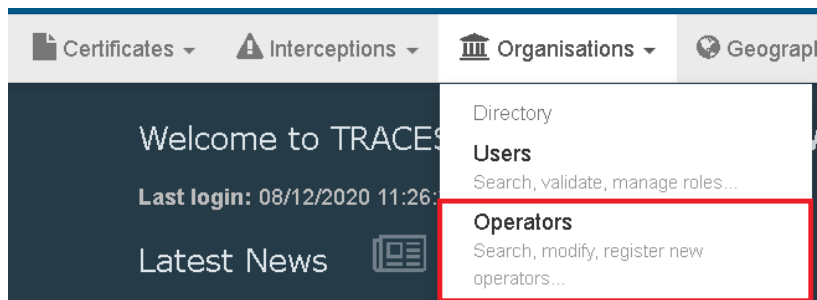 Certificates Interceptions Organisations
Directory
Welcome to
Users
Search, validate, manage roles...
Last login: 08/12/2020 11:26:
Operators
Search, modify, register new
Latest News
operators...